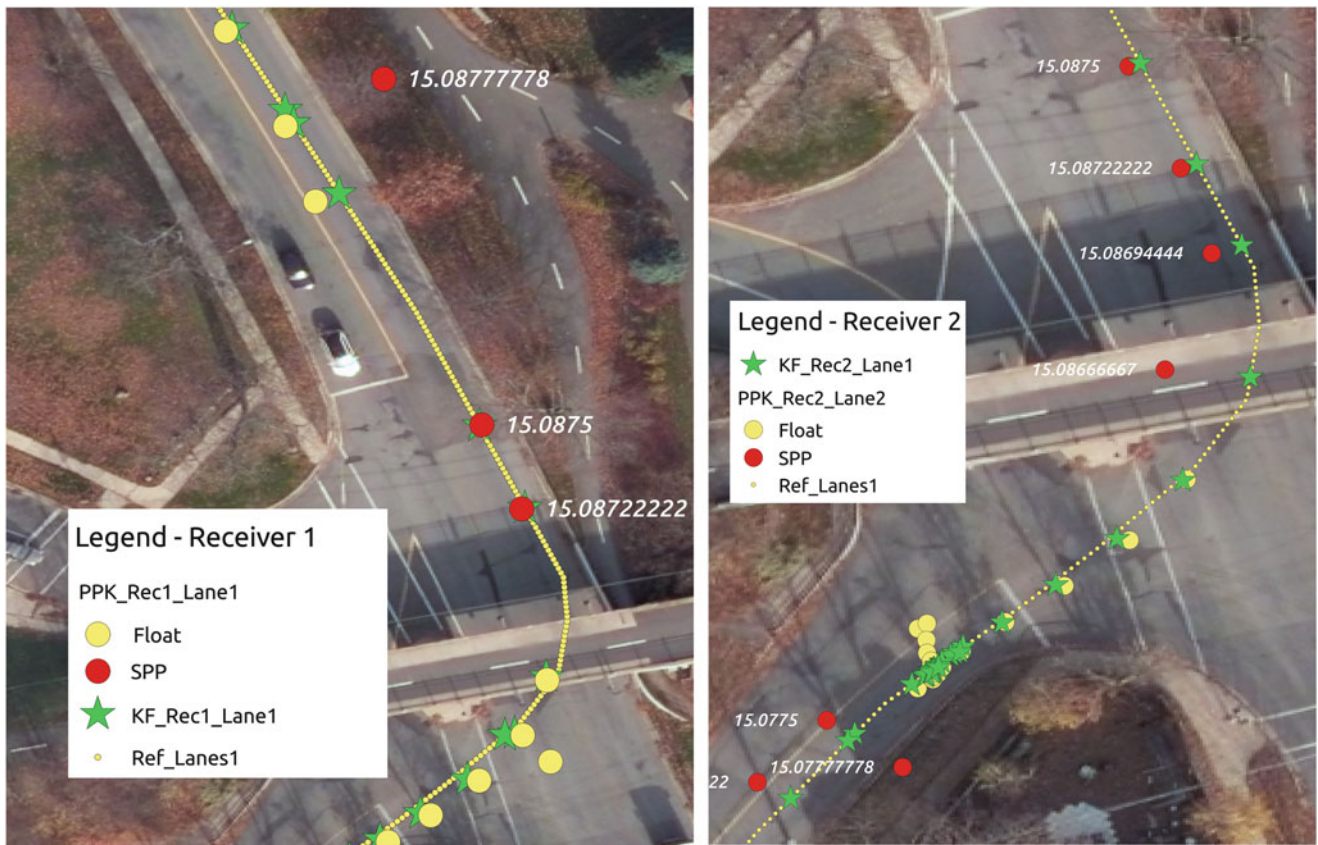 15.08777778
15.0875
15.08722222
Legend - Receiver 1
PPK_Rec1_Lane1
Float
SPP
KF_Rec1_Lane1
Ref_Lanes1
15.0875
15.08722222
15.08694444
15.08666667
Legend - Receiver 2
KF_Rec2_Lane1
PPK_Rec2_Lane2
Float
SPP
Ref_Lanes1
15.0775
15.07777778
22